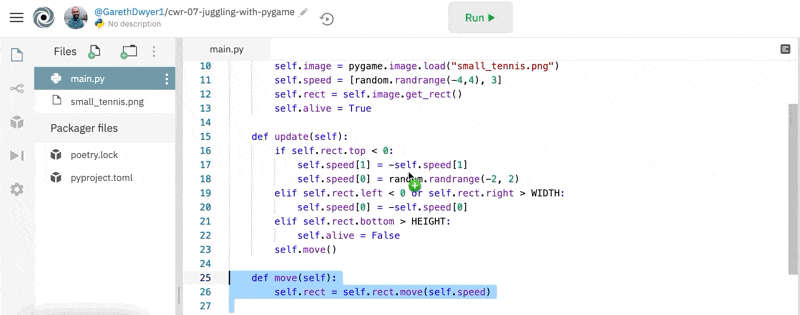 @GarethDwyer1/cwr-07-juggling-with-pygame
No description
Run
Files
main.py
small_tennis.png
Packager files
poetry.lock
pyproject.toml
main.py
10 self.image = pygame.image.load("small_tennis.png")
11 self.speed = [random.randrange(-4,4), 3]
12 self.rect = self.image.get_rect()
13 self.alive = True
14
15 def update(self):
16 if self.rect.top < 0:
17 self.speed[1] = -self.speed[1]
18 self.speed[0] = random.randrange(-2, 2)
19 elif self.rect.left < 0 or self.rect.right > WIDTH:
20 self.speed[0] = -self.speed[0]
21 elif self.rect.bottom > HEIGHT:
22 self.alive = False
23 self.move()
24
25 def move(self):
26 self.rect = self.rect.move(self.speed)
27